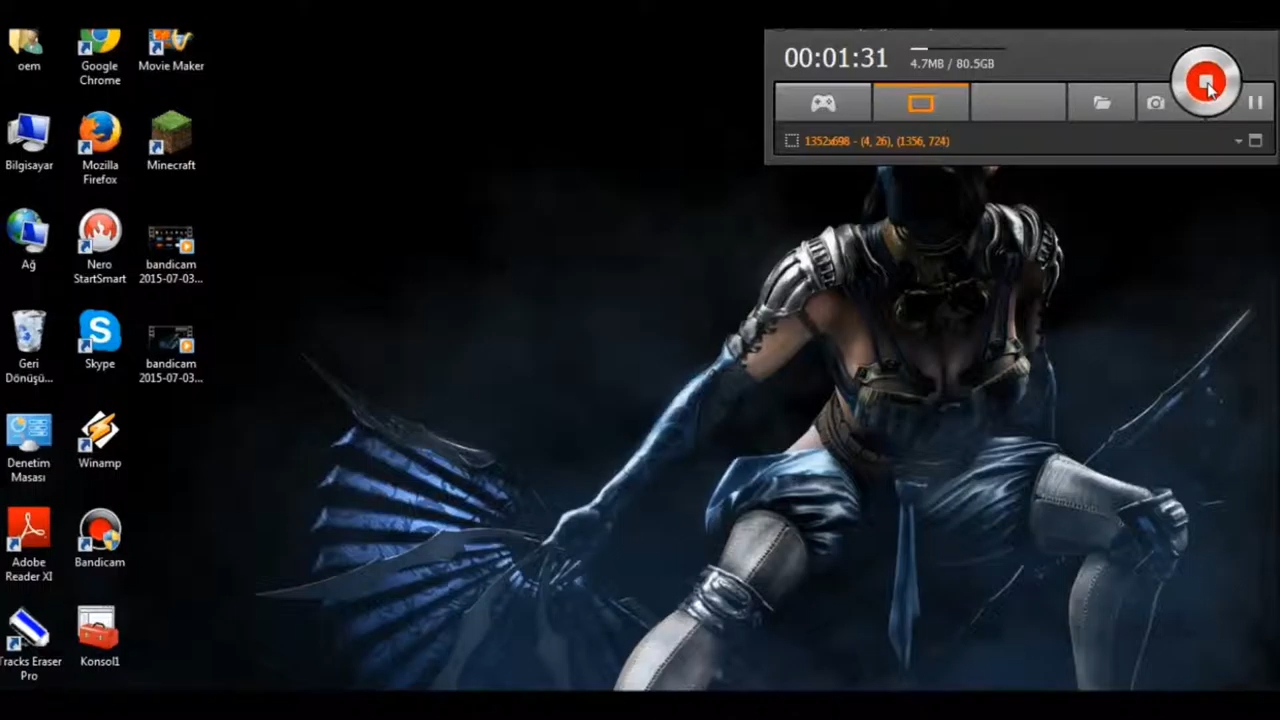 oem
Google
Chrome
Movie Maker
Bilgisayar
Mozilla
Firefox
Minecraft
Ağ
Nero
StartSmart
bandicam
2015-07-03...
Geri
Dönüşü...
Skype
bandicam
2015-07-03...
Denetim
Masası
Winamp
Adobe
Reader XI
Bandicam
Tracks Eraser
Pro
Konsol1
00:01:31
4.7MB / 80.5GB
1352x698 - (4, 26), (1356, 724)